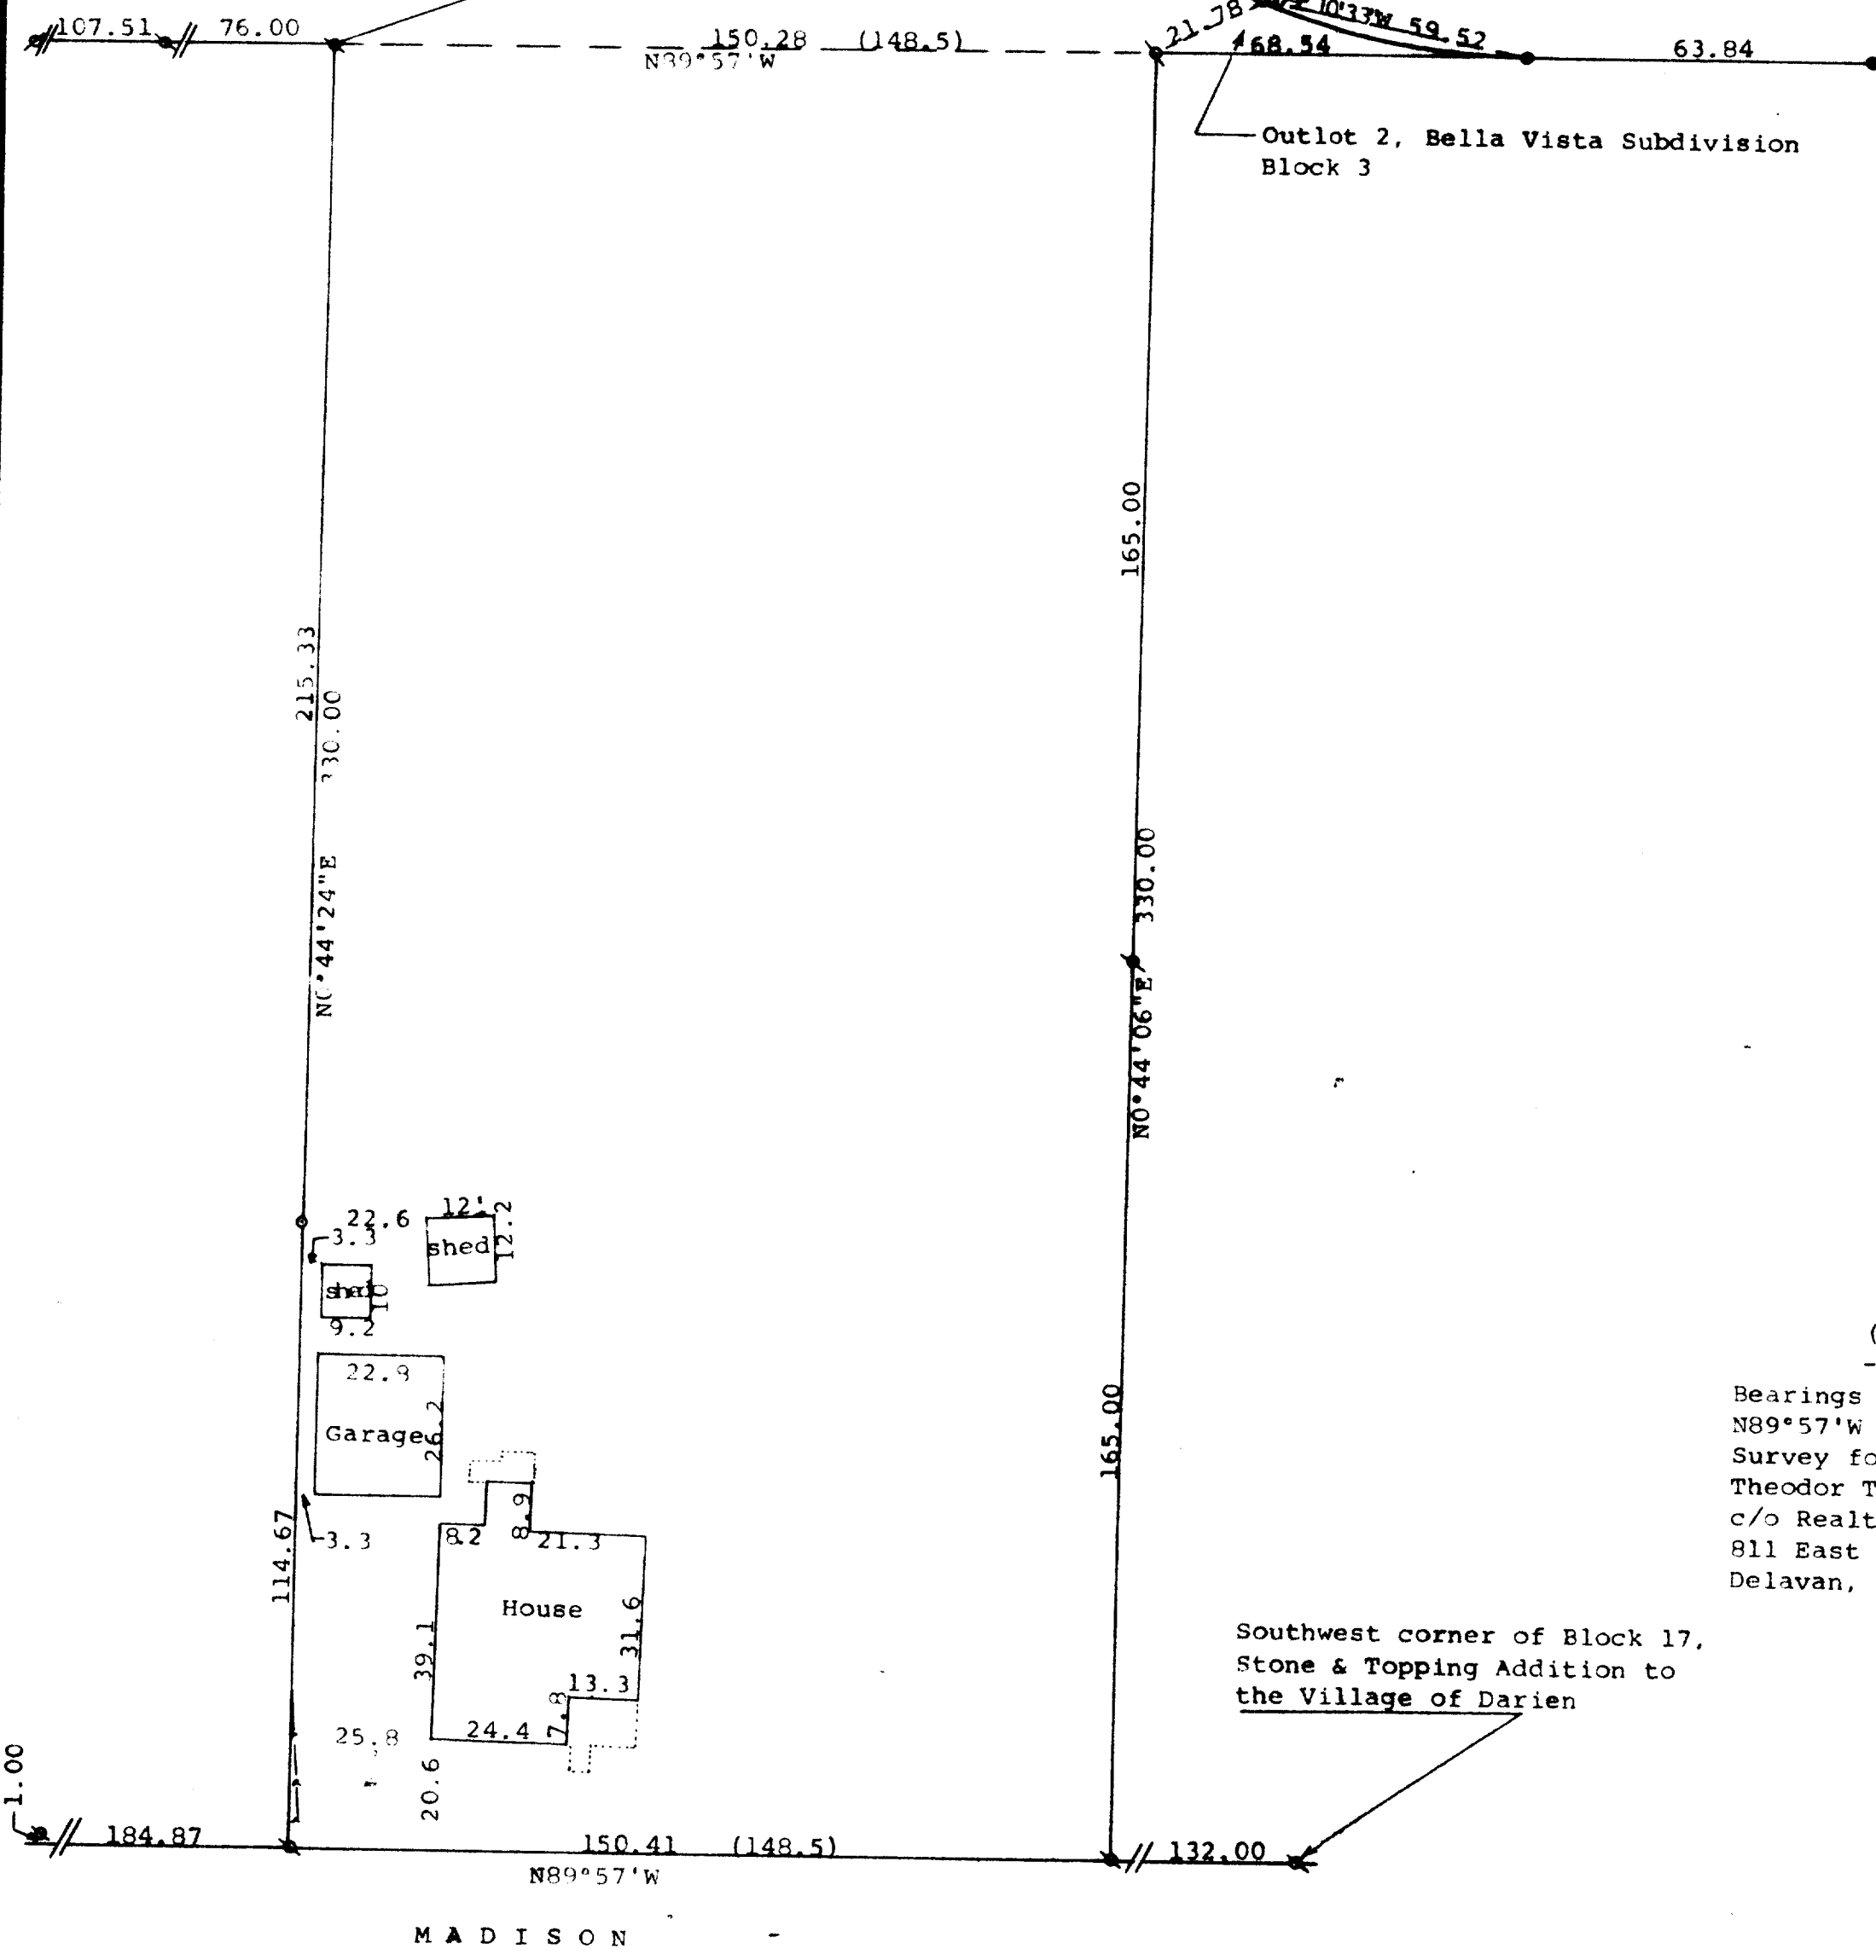 107.51
76.00
150.28 (148.5)
N89°57'W
21.78
10'33"W 59.52
68.54
63.84
Outlot 2, Bella Vista Subdivision
Block 3
165.00
215.33
330.00
N0°44'24"E
330.00
N0°44'06"E
12'
22.6
12.2
3.3
shed
shed
10
9.2
22.8
Garage
26.2
165.00
Bearings
N89°57'W
Survey fo
Theodor T
c/o Realt
811 East
Delavan,
114.67
3.3
8.2
8.9
21.3
House
39.1
31.6
13.3
7.8
24.4
25.8
20.6
Southwest corner of Block 17,
Stone & Topping Addition to
the Village of Darien
1.00
184.87
150.41 (148.5)
132.00
N89°57'W
MADISON